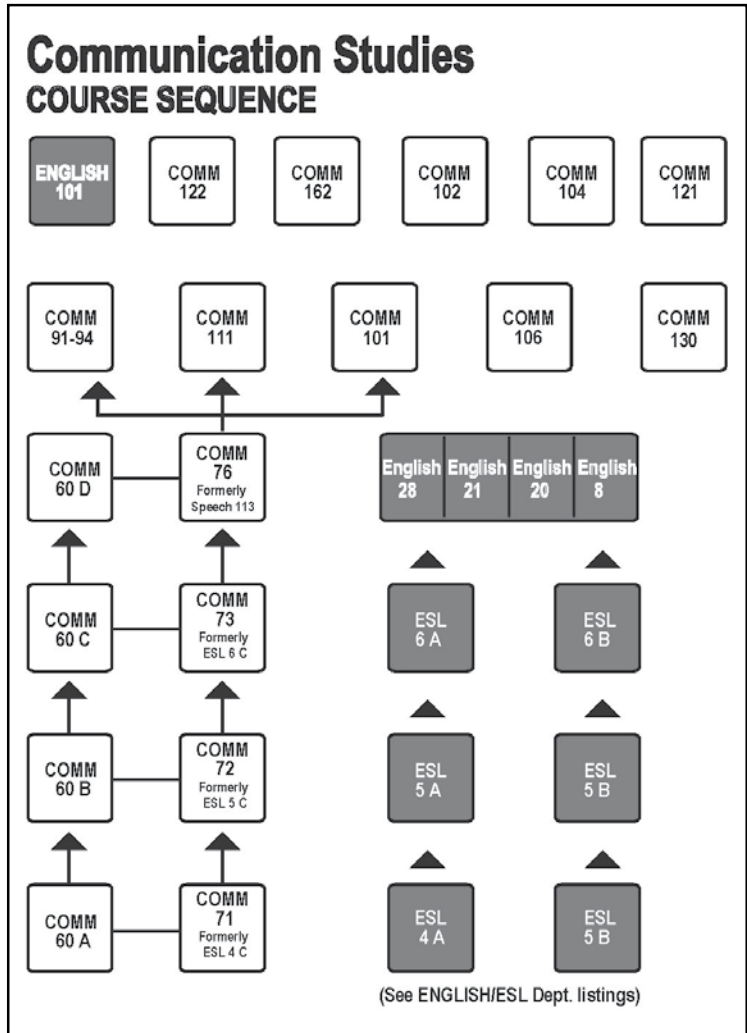 Communication Studies
COURSE SEQUENCE
ENGLISH
101
COMM
122
COMM
162
COMM
102
COMM
104
COMM
121
COMM
91-94
COMM
111
COMM
101
COMM
106
COMM
130
COMM
60 D
COMM
76
Formerly
Speech 113
English
28
English
21
English
20
English
8
COMM
60 C
COMM
73
Formerly
ESL 6 C
ESL
6 A
ESL
6 B
COMM
60 B
COMM
72
Formerly
ESL 5 C
ESL
5 A
ESL
5 B
COMM
60 A
COMM
71
Formerly
ESL 4 C
ESL
4 A
ESL
5 B
(See ENGLISH/ESL Dept. listings)